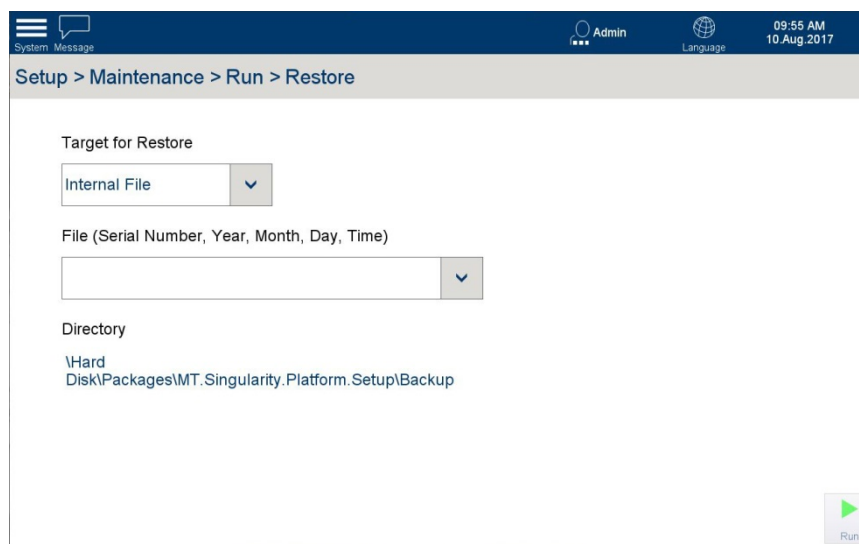 System Message
Admin
Language
09:55 AM
10.Aug.2017
Setup > Maintenance > Run > Restore
Target for Restore
Internal File
File (Serial Number, Year, Month, Day, Time)
Directory
\Hard
Disk\Packages\MT.Singularity.Platform.Setup\Backup
Run